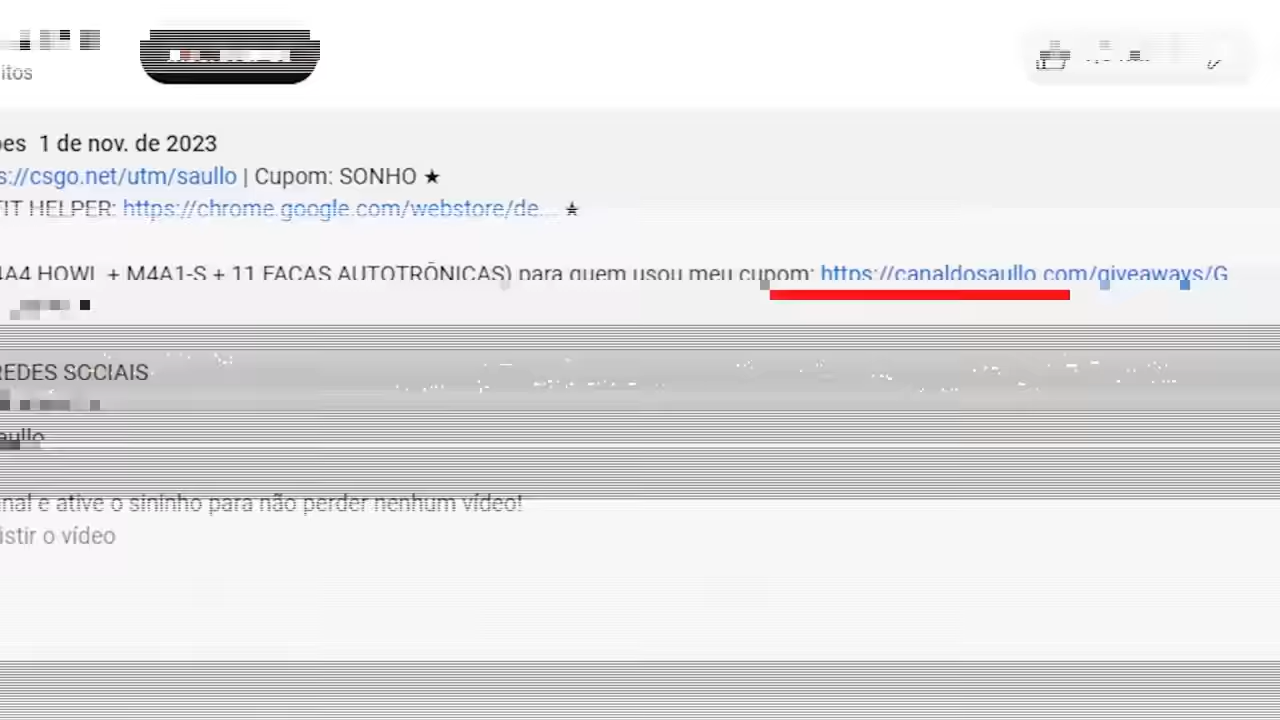 itos
es 1 de nov. de 2023
s://csgo.net/utm/saullo | Cupom: SONHO ★
FIT HELPER: https://chrome.google.com/webstore/de... ★
4A4 HOWL + M4A1-S + 11 FACAS AUTOTRÔNICAS) para quem usou meu cupom: https://canaldosaullo.com/giveaways/G
REDES SOCIAIS
aullo
nal e ative o sininho para não perder nenhum vídeo!
istir o vídeo